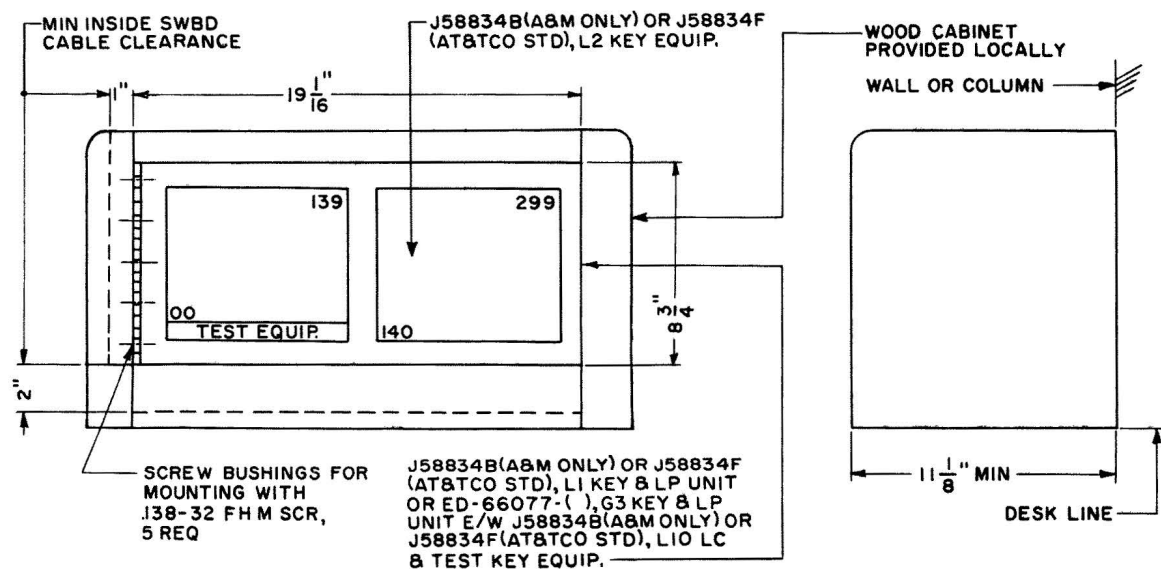 MIN INSIDE SWBD
CABLE CLEARANCE
J58834B(A&M ONLY) OR J58834F
(AT&TCO STD), L2 KEY EQUIP.
WOOD CABINET
PROVIDED LOCALLY
WALL OR COLUMN
1"
19 1/16"
139
299
00
TEST EQUIP.
140
8 3/4"
2"
SCREW BUSHINGS FOR
MOUNTING WITH
.138-32 FH M SCR,
5 REQ
J58834B(A&M ONLY) OR J58834F
(AT&TCO STD), L1 KEY & LP UNIT
OR ED-66077-( ),G3 KEY & LP
UNIT E/W J58834B(A&M ONLY) OR
J58834F(AT&TCO STD), L10 LC
& TEST KEY EQUIP.
11 1/8" MIN
DESK LINE